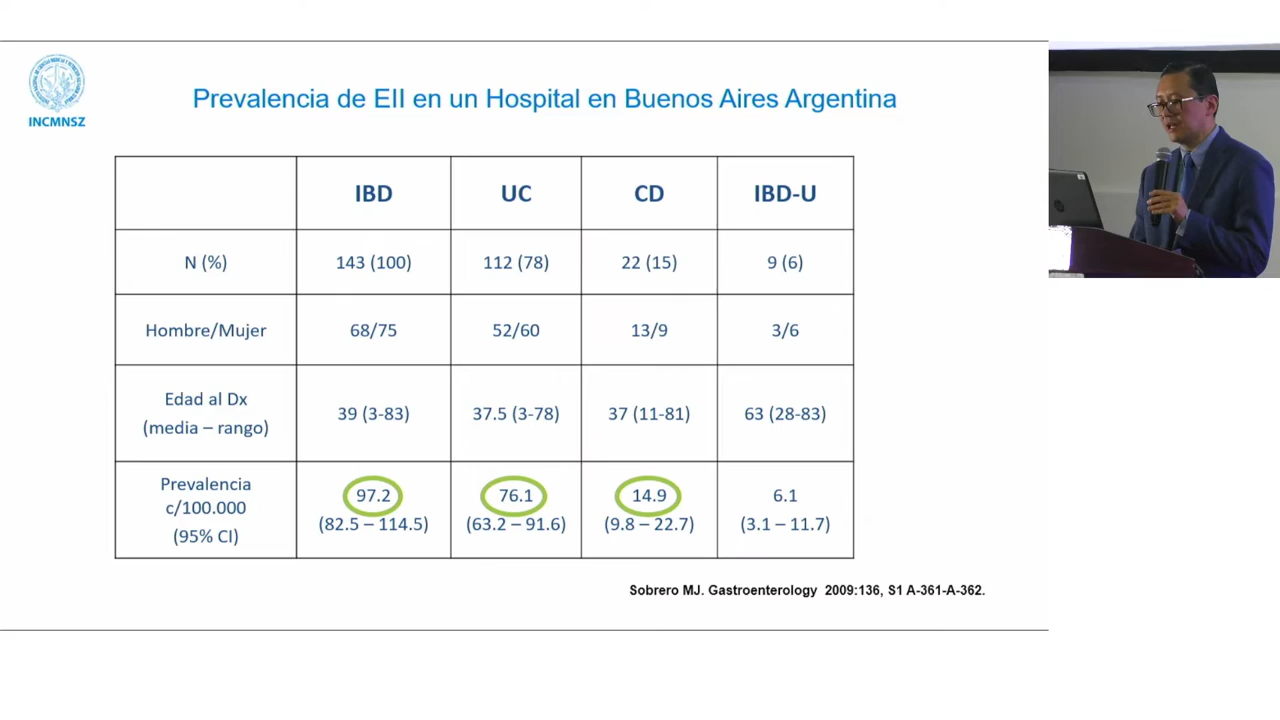 INCMNSZ
Prevalencia de EII en un Hospital en Buenos Aires Argentina
IBD UC CD IBD-U
N (%) 143 (100) 112 (78) 22 (15) 9 (6)
Hombre/Mujer 68/75 52/60 13/9 3/6
Edad al Dx
(media – rango) 39 (3-83) 37.5 (3-78) 37 (11-81) 63 (28-83)
Prevalencia
c/100.000 97.2 76.1 14.9 6.1
(95% CI) (82.5 – 114.5) (63.2 – 91.6) (9.8 – 22.7) (3.1 – 11.7)
Sobrero MJ. Gastroenterology 2009:136, S1 A-361-A-362.